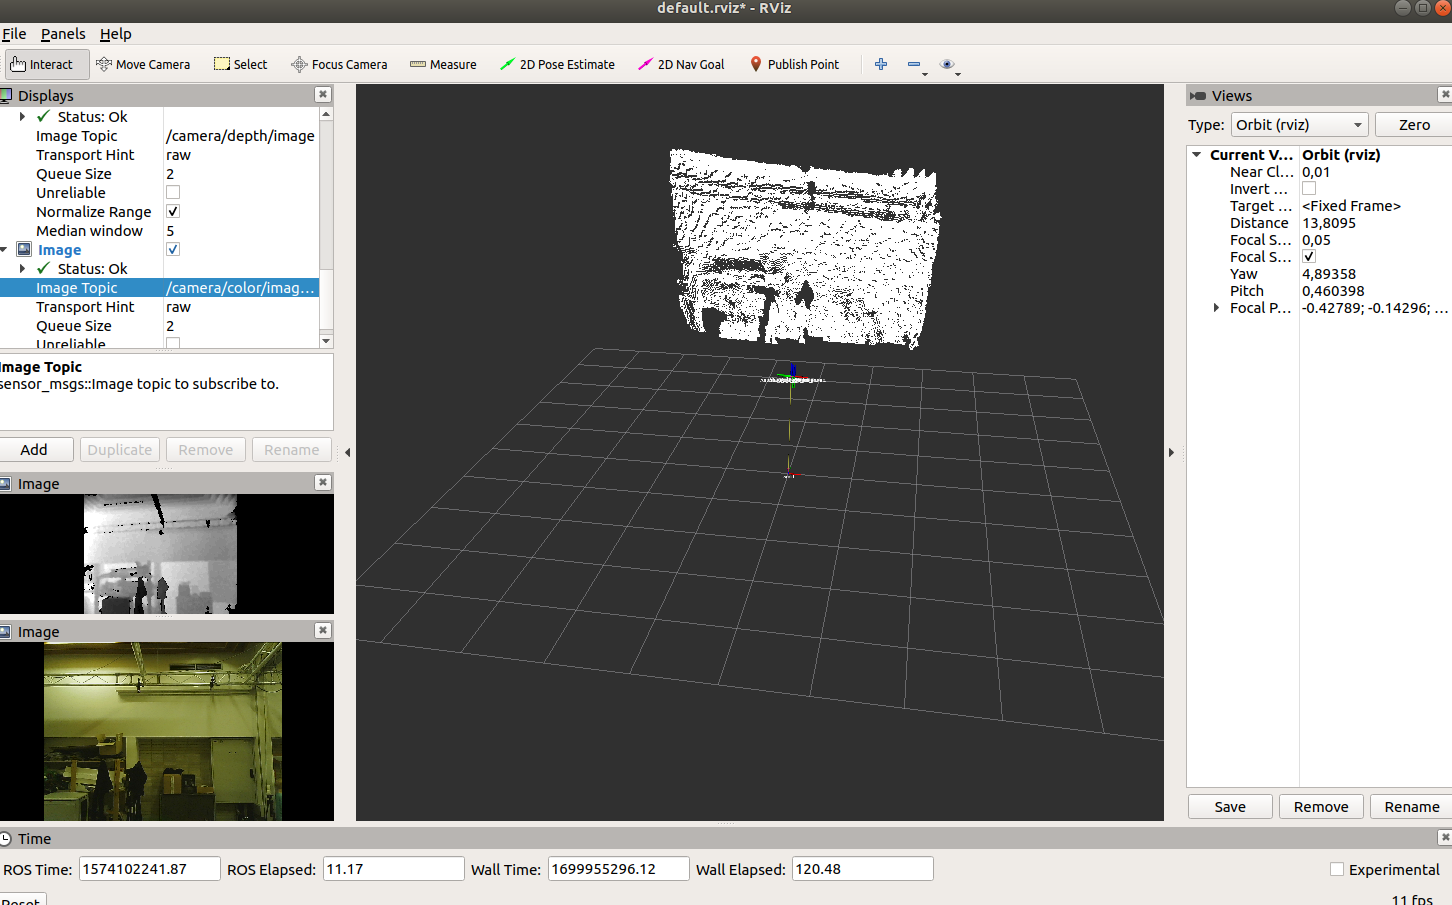 default.rviz* - RViz
File Panels Help
Interact Move Camera Select Focus Camera Measure 2D Pose Estimate 2D Nav Goal Publish Point
Displays
Status: Ok
Image Topic /camera/depth/image
Transport Hint raw
Queue Size 2
Unreliable
Normalize Range
Median window 5
Image
Status: Ok
Image Topic /camera/color/imag...
Transport Hint raw
Queue Size 2
Unreliable
Image Topic
sensor_msgs::Image topic to subscribe to.
Add Duplicate Remove Rename
Image
Image
Views
Type: Orbit (rviz) Zero
Current V... Orbit (rviz)
Near Cl... 0,01
Invert ...
Target ... <Fixed Frame>
Distance 13,8095
Focal S... 0,05
Focal S...
Yaw 4,89358
Pitch 0,460398
Focal P... -0.42789; -0.14296; ...
Save Remove Rename
Time
ROS Time: 1574102241.87 ROS Elapsed: 11.17 Wall Time: 1699955296.12 Wall Elapsed: 120.48 Experimental
Reset 11 fps